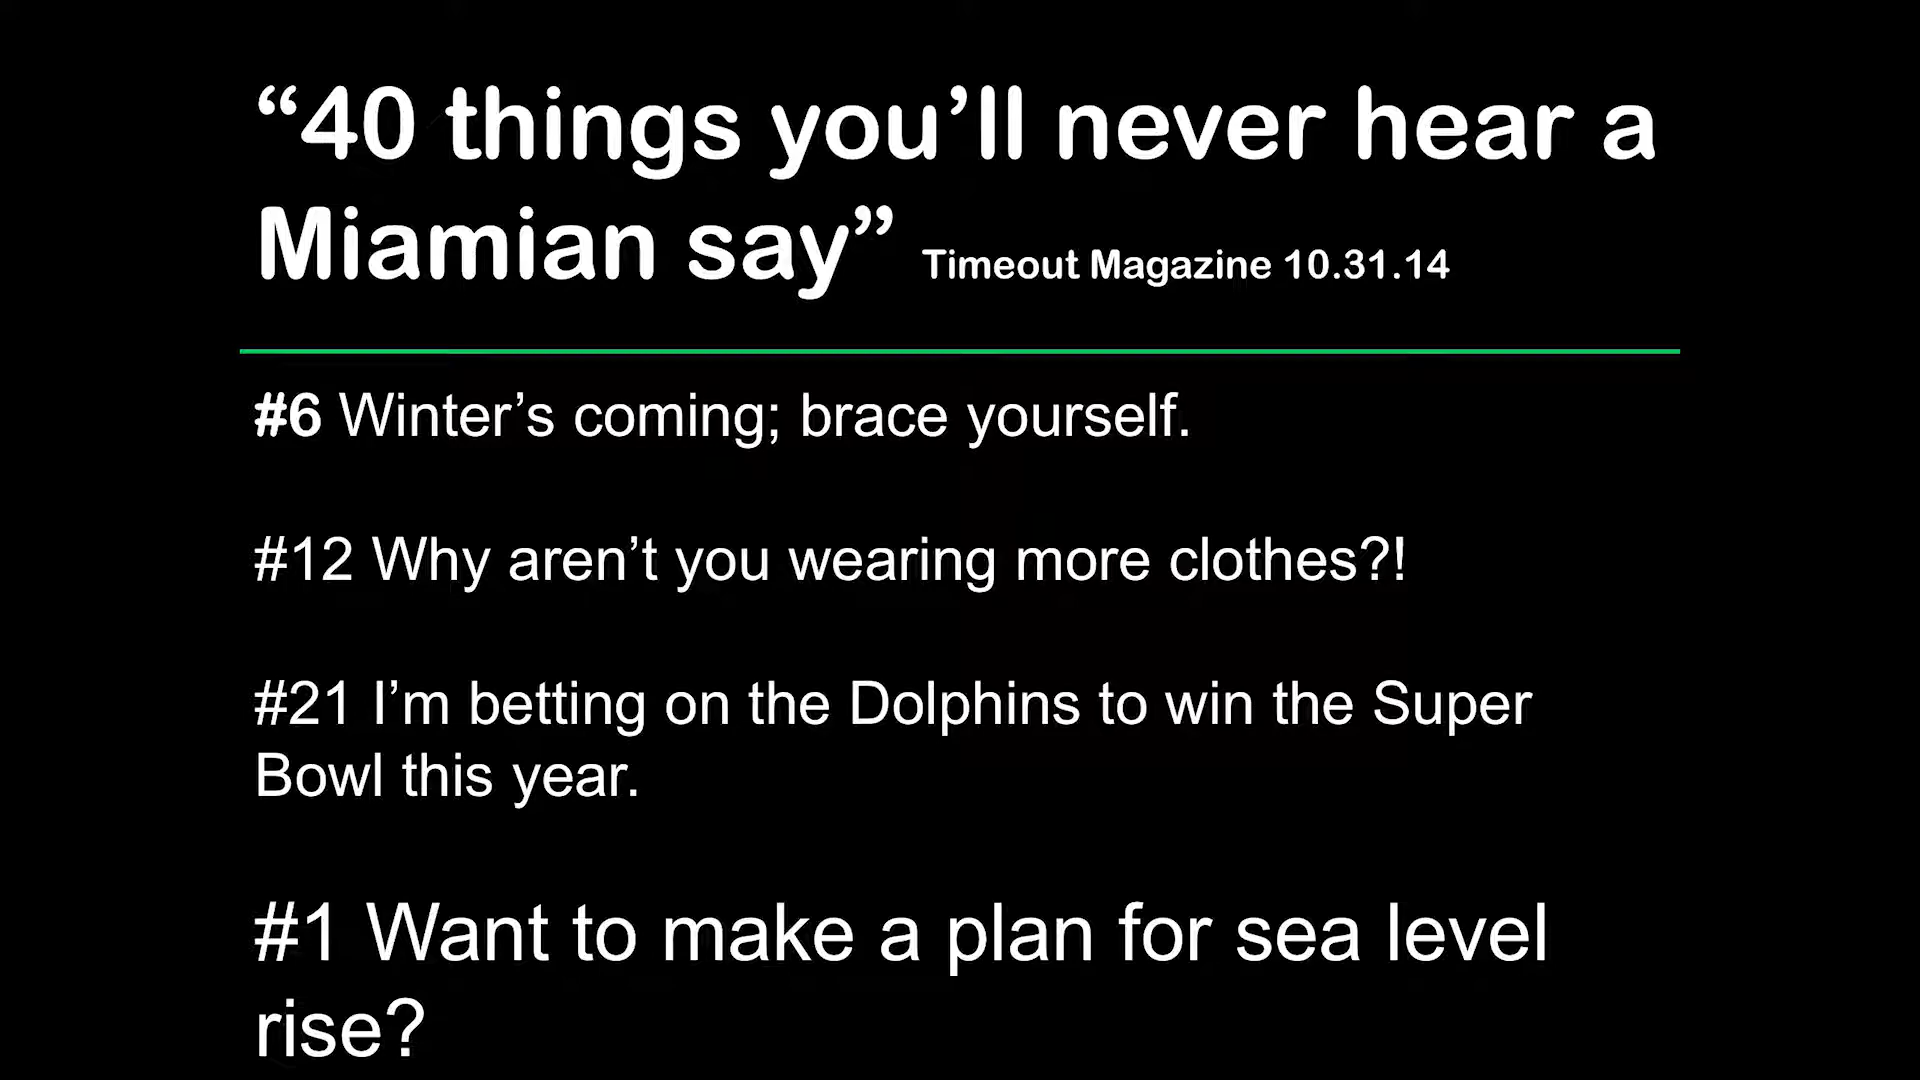 “40 things you’ll never hear a
Miamian say” Timeout Magazine 10.31.14
#6 Winter’s coming; brace yourself.
#12 Why aren’t you wearing more clothes?!
#21 I’m betting on the Dolphins to win the Super
Bowl this year.
#1 Want to make a plan for sea level
rise?